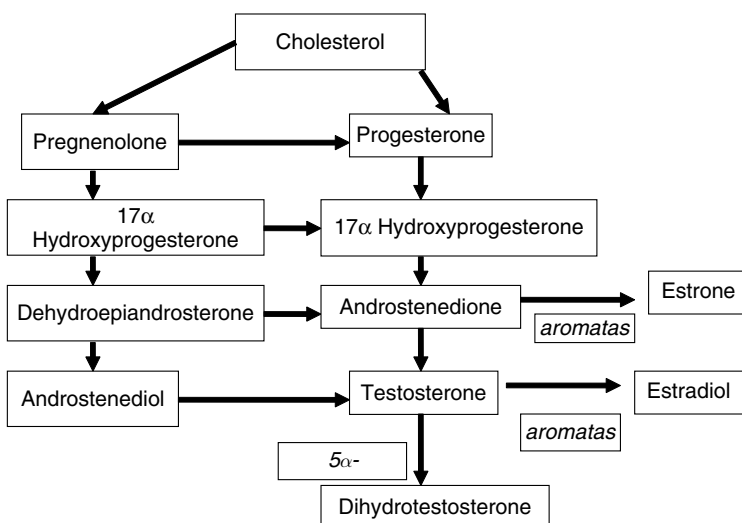 Cholesterol
Pregnenolone
Progesterone
17α
Hydroxyprogesterone
17α Hydroxyprogesterone
Dehydroepiandrosterone
Androstenedione
Estrone
aromatas
Androstenediol
Testosterone
Estradiol
aromatas
5α-
Dihydrotestosterone